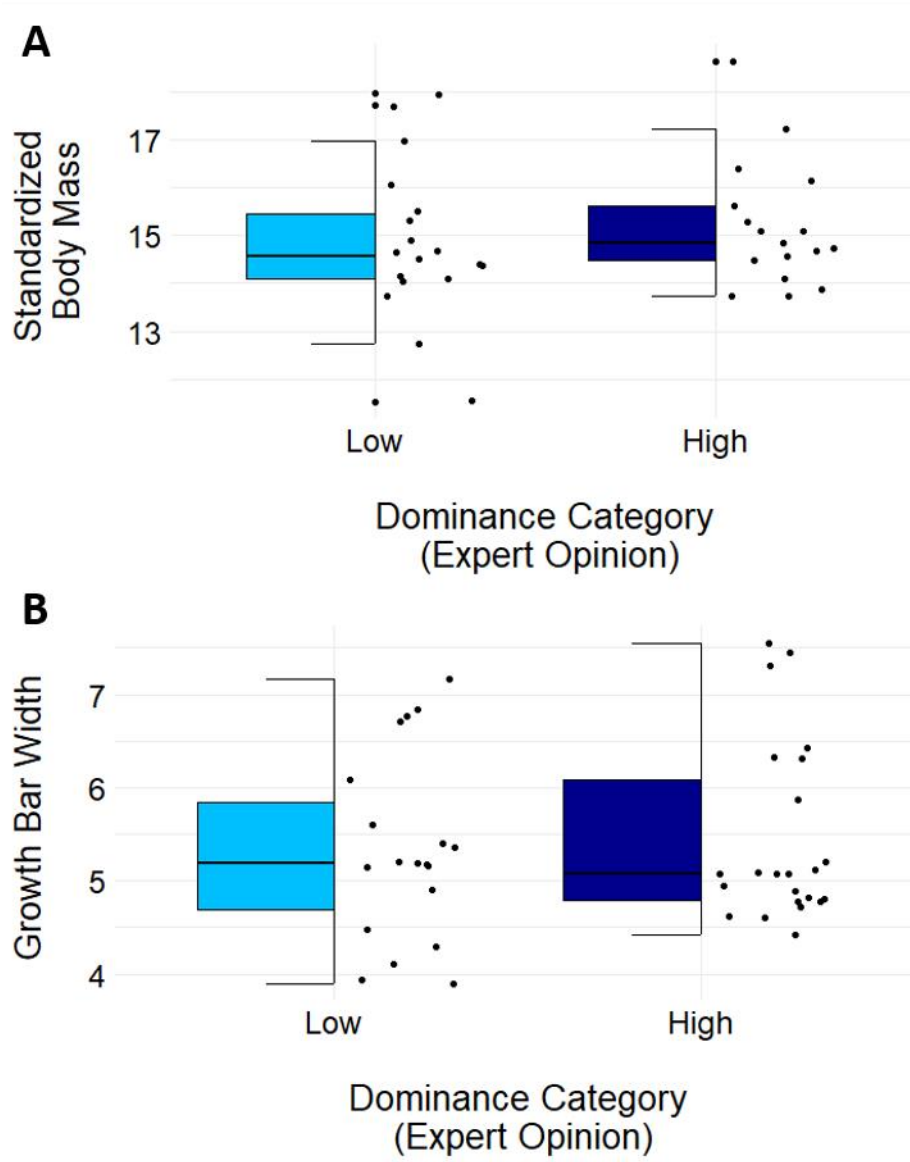 A
Standardized
Body Mass
17
15
13
Low
High
Dominance Category
(Expert Opinion)
B
Growth Bar Width
7
6
5
4
Low
High
Dominance Category
(Expert Opinion)